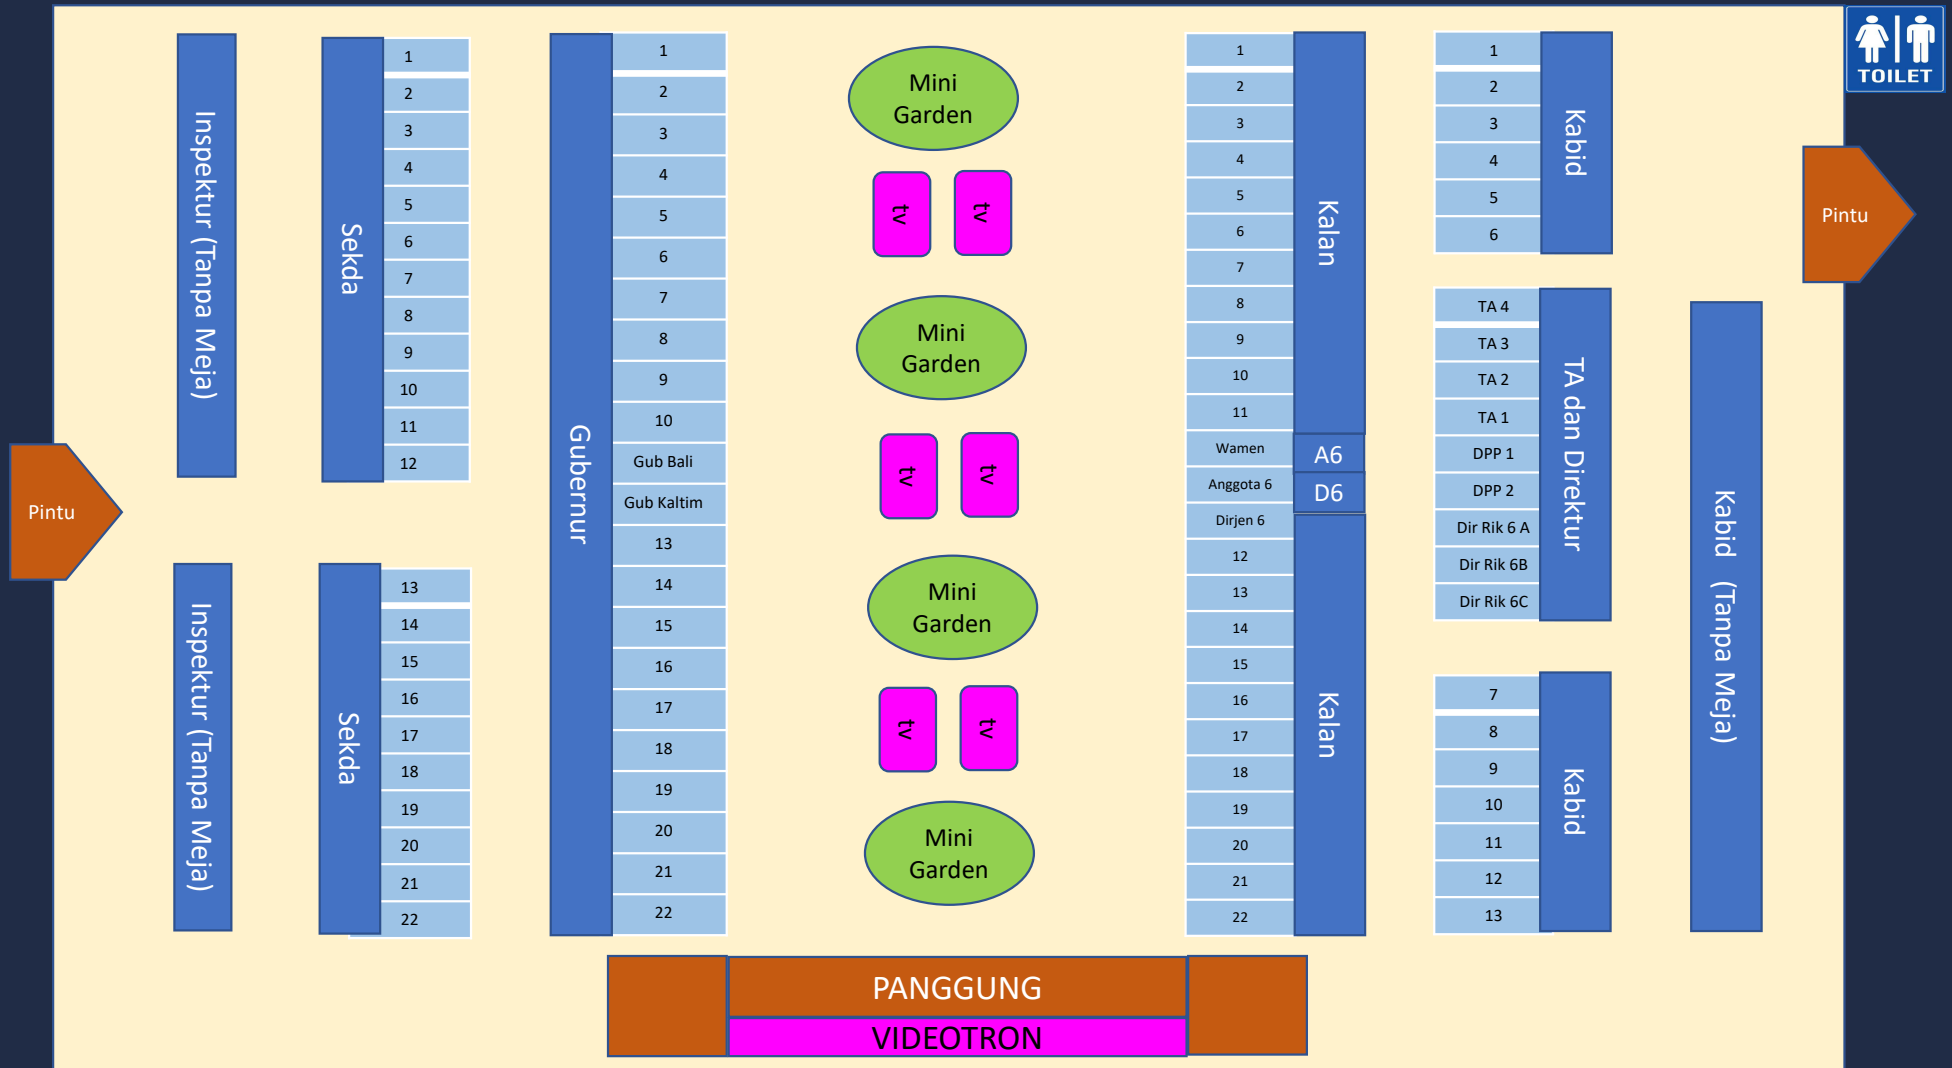 Inspektur (Tanpa Meja)
Inspektur (Tanpa Meja)
Pintu
Sekda
1
2
3
4
5
6
7
8
9
10
11
12
Sekda
13
14
15
16
17
18
19
20
21
22
Gubernur
1
2
3
4
5
6
7
8
9
10
Gub Bali
Gub Kaltim
13
14
15
16
17
18
19
20
21
22
Mini
Garden
tv
tv
Mini
Garden
tv
tv
Mini
Garden
tv
tv
Mini
Garden
1
2
3
4
5
6
7
8
9
10
11
Wamen
Anggota 6
Dirjen 6
12
13
14
15
16
17
18
19
20
21
22
Kalan
A6
D6
Kalan
1
2
3
4
5
6
Kabid
TA 4
TA 3
TA 2
TA 1
DPP 1
DPP 2
Dir Rik 6 A
Dir Rik 6B
Dir Rik 6C
TA dan Direktur
7
8
9
10
11
12
13
Kabid
Kabid (Tanpa Meja)
TOILET
Pintu
PANGGUNG
VIDEOTRON